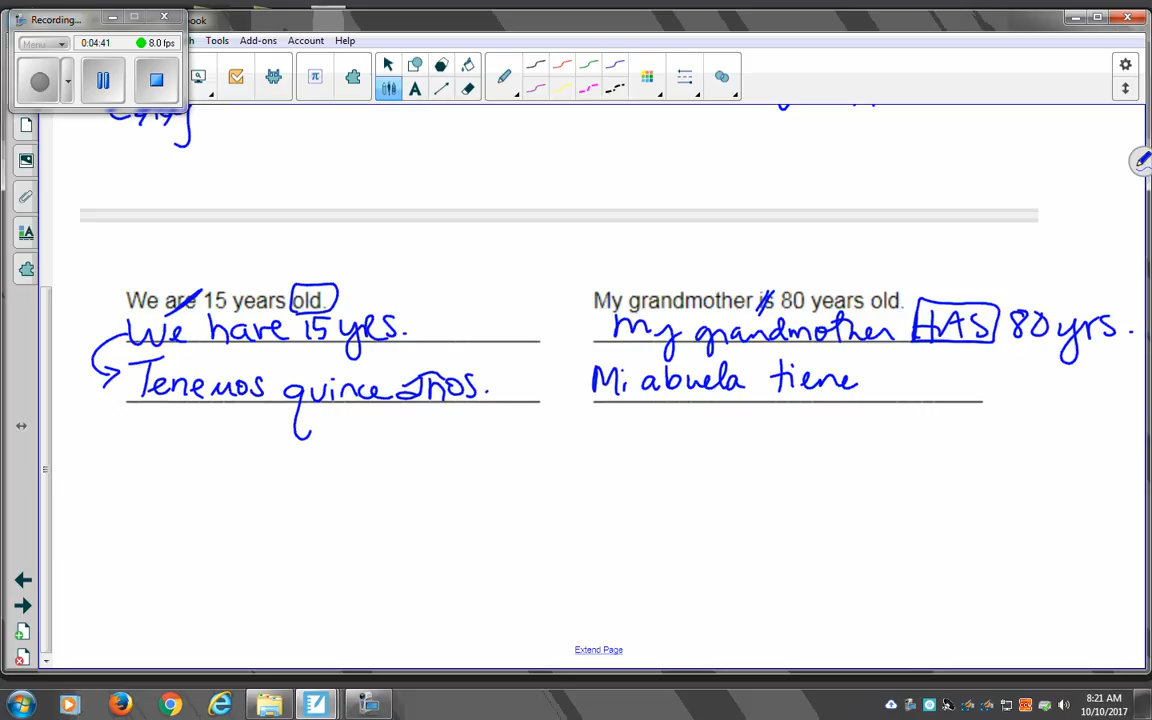 Recording...
book
Menu
0:04:41
8.0 fps
Tools Add-ons Account Help
We are 15 years old.
We have 15 yrs.
Tenemos quince años.
My grandmother is 80 years old.
My grandmother HAS 80 yrs.
Mi abuela tiene
Extend Page
8:21 AM
10/10/2017